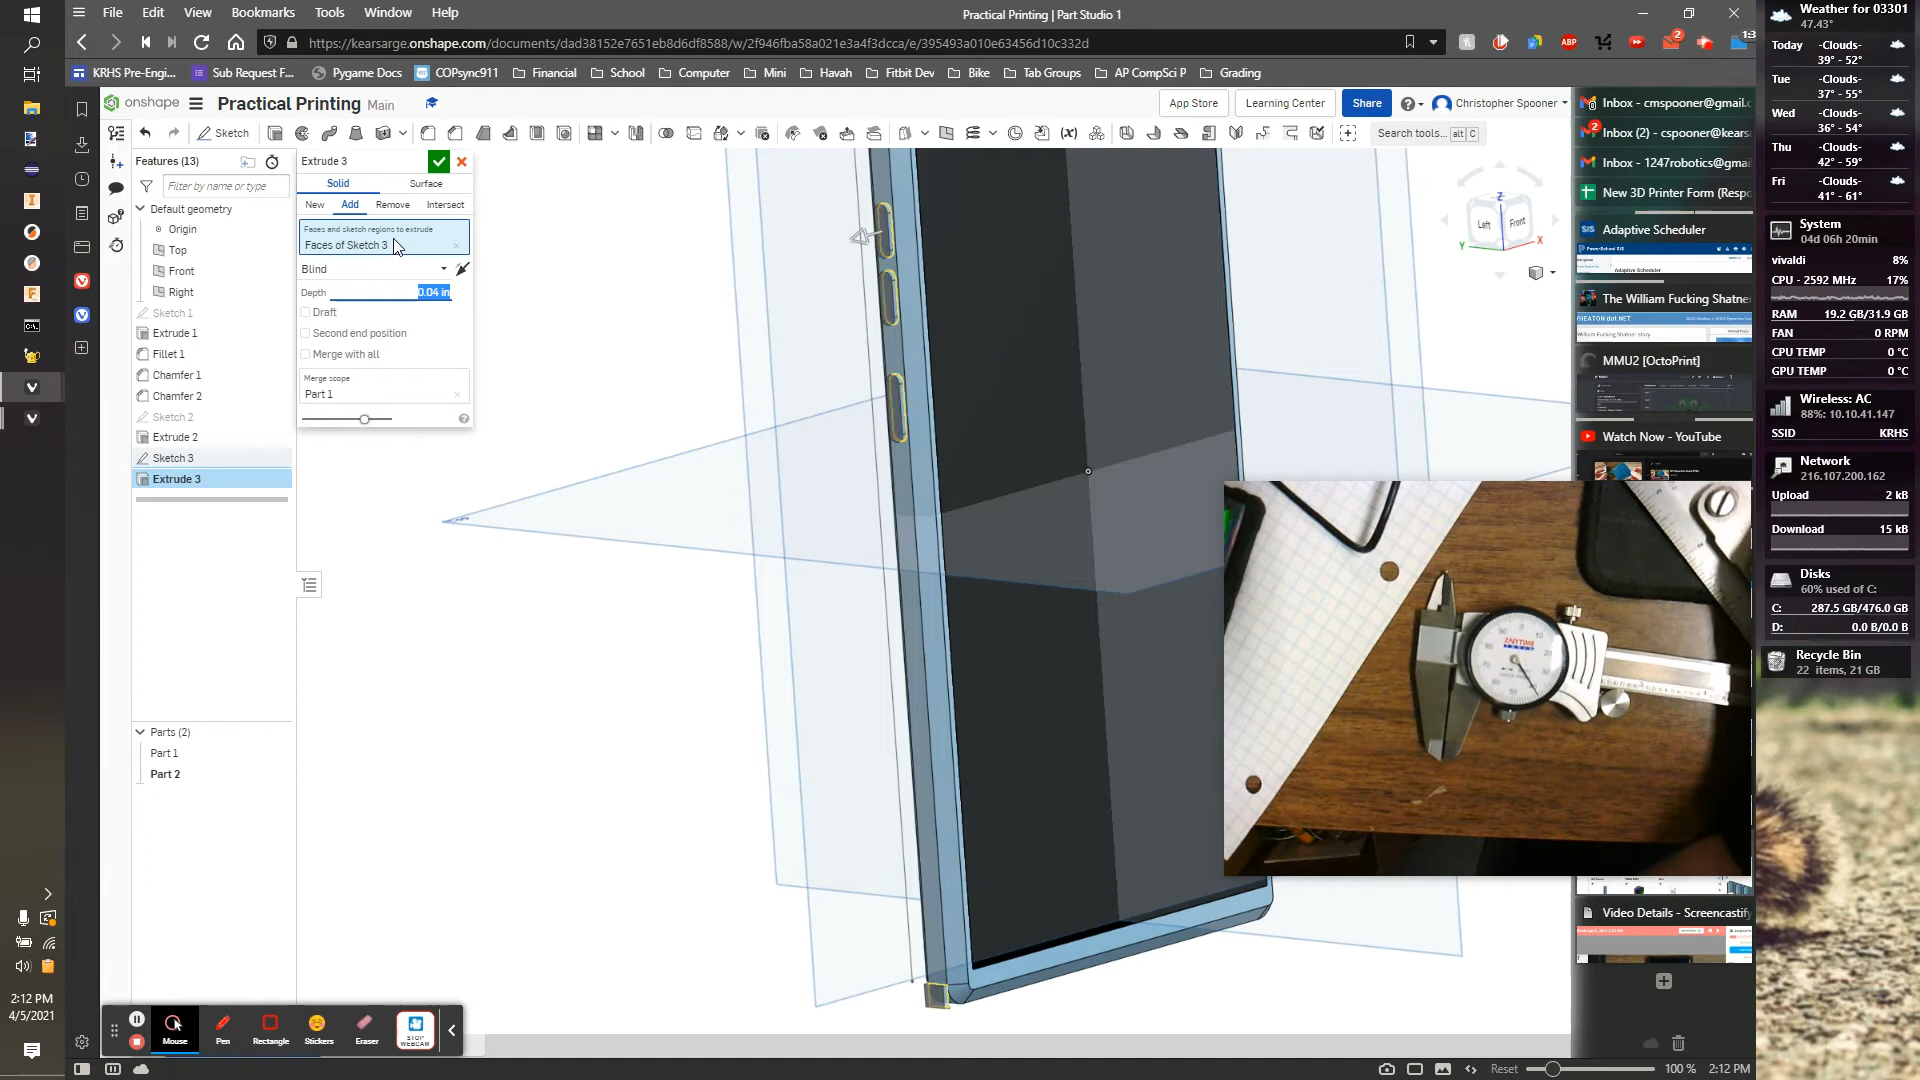 File Edit View Bookmarks Tools Window Help
Practical Printing | Part Studio 1
https://kearsarge.onshape.com/documents/dad38152e7651eb8d6df8588/w/2f946fba58a021e3a4f3dcca/e/395493a010e63456d10c332d
KRHS Pre-Engi... Sub Request F... Pygame Docs COPsync911 Financial School Computer Mini Havah Fitbit Dev Bike Tab Groups AP CompSci P Grading
onshape Practical Printing Main
App Store Learning Center Share Christopher Spooner
Sketch
Search tools... alt C
Features (13)
Filter by name or type
Default geometry
Origin
Top
Front
Right
Sketch 1
Extrude 1
Fillet 1
Chamfer 1
Chamfer 2
Sketch 2
Extrude 2
Sketch 3
Extrude 3
Parts (2)
Part 1
Part 2
Extrude 3
Solid Surface
New Add Remove Intersect
Faces and sketch regions to extrude
Faces of Sketch 3
Blind
Depth 0.04 in
Draft
Second end position
Merge with all
Merge scope
Part 1
Z
Left Front
Y X
ANYTIME
Mouse Pen Rectangle Stickers Eraser STOP WEBCAM
Inbox - cmspooner@gmail.c
Inbox (2) - cspooner@kears
Inbox - 1247robotics@gmai
New 3D Printer Form (Respo
Adaptive Scheduler
The William Fucking Shatner
MMU2 [OctoPrint]
Watch Now - YouTube
Video Details - Screencastify
Weather for 03301
47.43°
Today -Clouds-
39° - 52°
Tue -Clouds-
37° - 55°
Wed -Clouds-
36° - 54°
Thu -Clouds-
42° - 59°
Fri -Clouds-
41° - 61°
System
04d 06h 20min
vivaldi 8%
CPU - 2592 MHz 17%
RAM 19.2 GB/31.9 GB
FAN 0 RPM
CPU TEMP 0 °C
GPU TEMP 0 °C
Wireless: AC
88%: 10.10.41.147
SSID KRHS
Network
216.107.200.162
Upload 2 kB
Download 15 kB
Disks
60% used of C:
C: 287.5 GB/476.0 GB
D: 0.0 B/0.0 B
Recycle Bin
22 items, 21 GB
2:12 PM
4/5/2021
Reset 100 % 2:12 PM